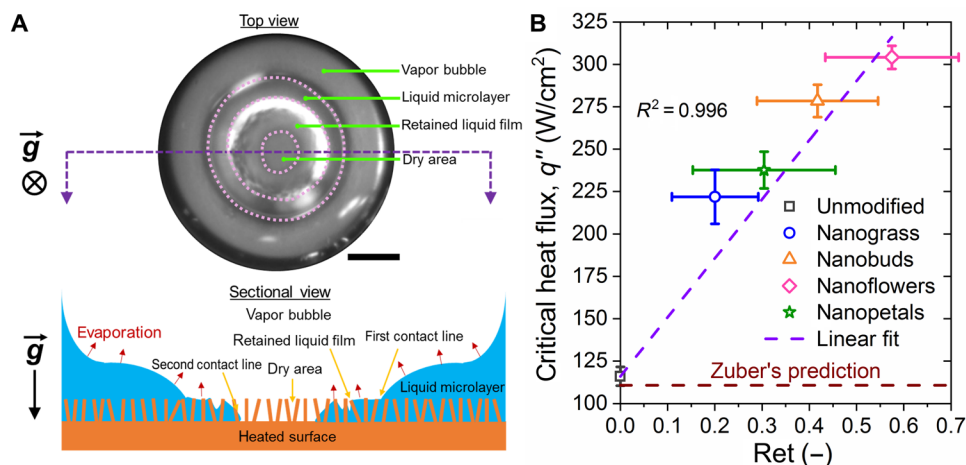 A
Top view
Vapor bubble
Liquid microlayer
Retained liquid film
Dry area
g
Sectional view
Vapor bubble
Evaporation
Retained liquid film
First contact line
Second contact line
Dry area
g
Liquid microlayer
Heated surface
B
Critical heat flux, q″ (W/cm²)
325
300
275
250
225
200
175
150
125
100
R² = 0.996
Unmodified
Nanograss
Nanobuds
Nanoflowers
Nanopetals
Linear fit
Zuber's prediction
0.0 0.1 0.2 0.3 0.4 0.5 0.6 0.7
Ret (–)